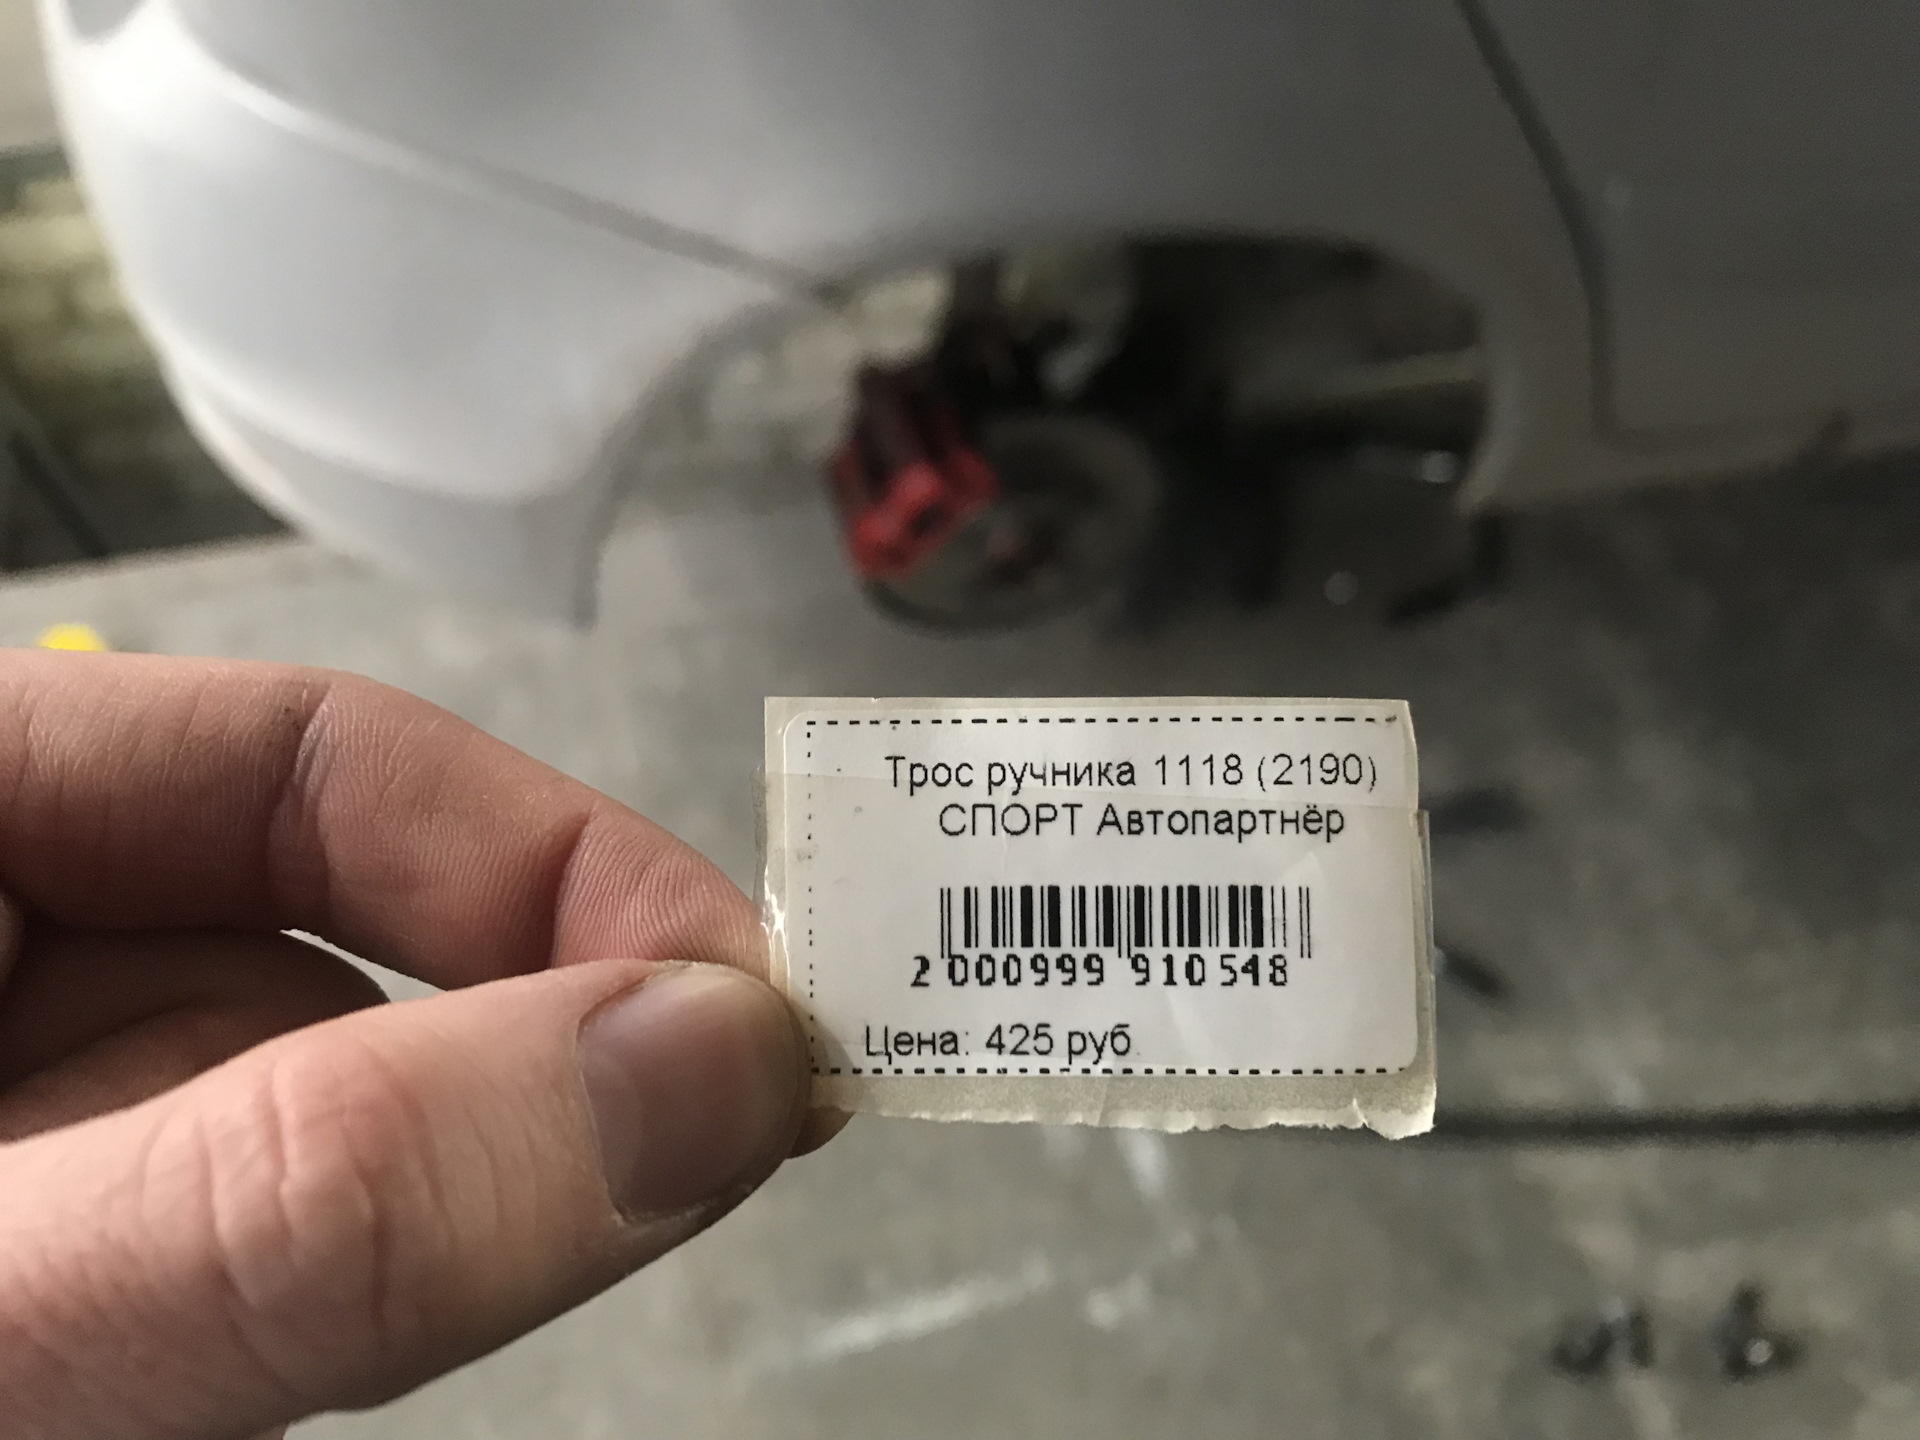 Трос ручника 1118 (2190)
СПОРТ Автопартнёр
2 000999 910548
Цена: 425 руб.